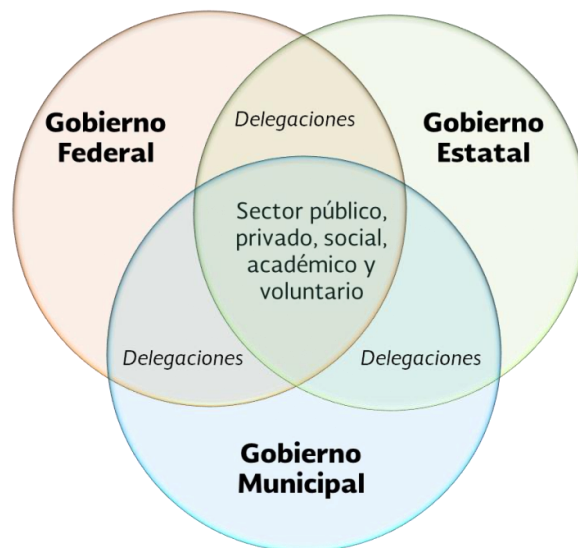 Gobierno
Federal
Delegaciones
Gobierno
Estatal
Sector público,
privado, social,
académico y
voluntario
Delegaciones
Delegaciones
Gobierno
Municipal